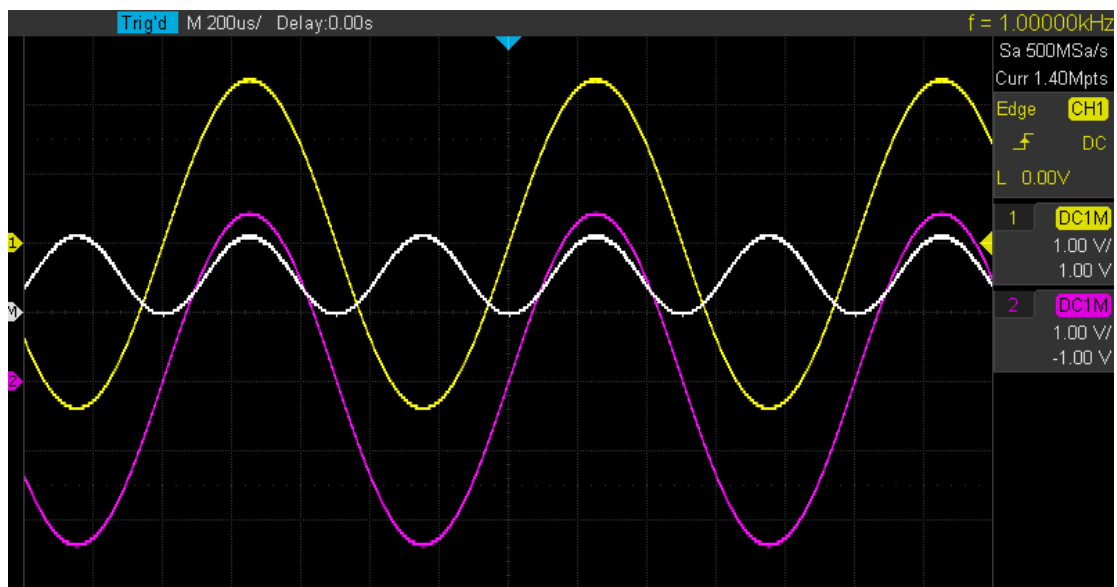 Trig'd M 200us/ Delay:0.00s f = 1.00000kHz
Sa 500MSa/s
Curr 1.40Mpts
Edge CH1
DC
L 0.00V
1 DC1M
1.00 V/
1.00 V
2 DC1M
1.00 V/
-1.00 V
1
M
2